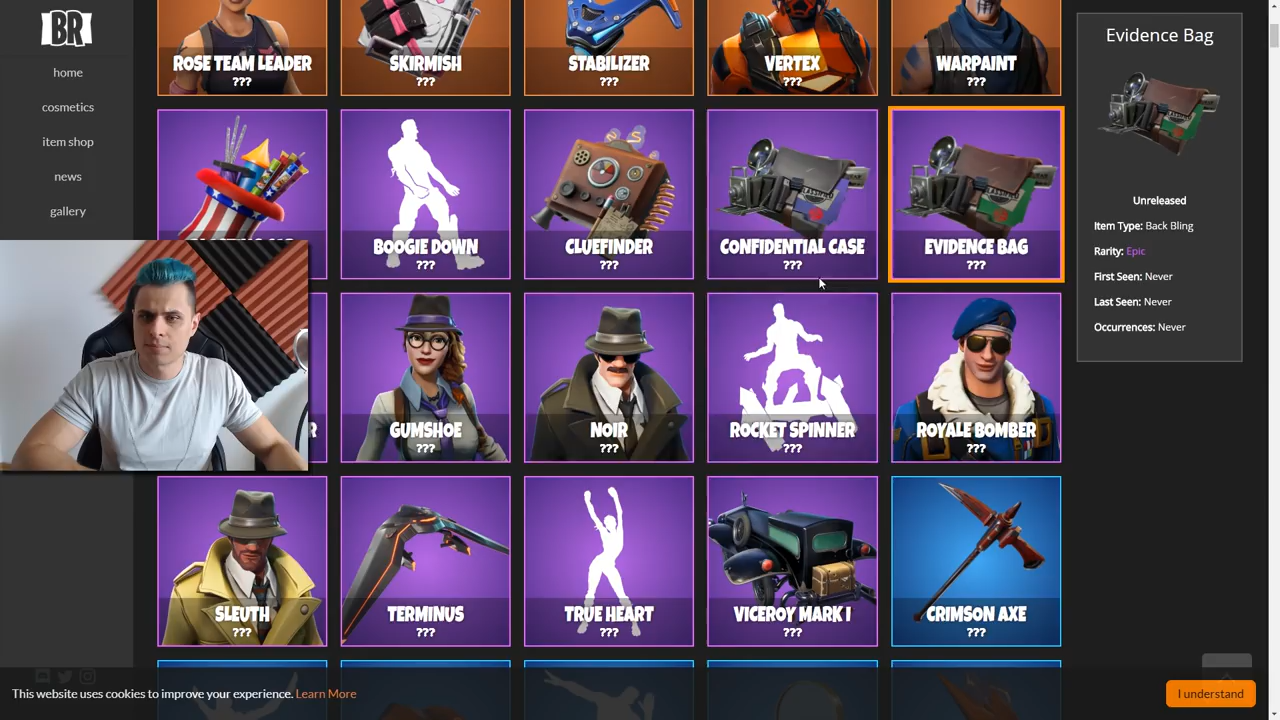 BR
home
cosmetics
item shop
news
gallery
ROSE TEAM LEADER
???
SKIRMISH
???
STABILIZER
???
VERTEX
???
WARPAINT
???
BOOGIE DOWN
???
CLUEFINDER
???
CONFIDENTIAL CASE
???
EVIDENCE BAG
???
GUMSHOE
???
NOIR
???
ROCKET SPINNER
???
ROYALE BOMBER
???
SLEUTH
???
TERMINUS
???
TRUE HEART
???
VICEROY MARK I
???
CRIMSON AXE
???
Evidence Bag
Unreleased
Item Type: Back Bling
Rarity: Epic
First Seen: Never
Last Seen: Never
Occurrences: Never
This website uses cookies to improve your experience. Learn More
I understand